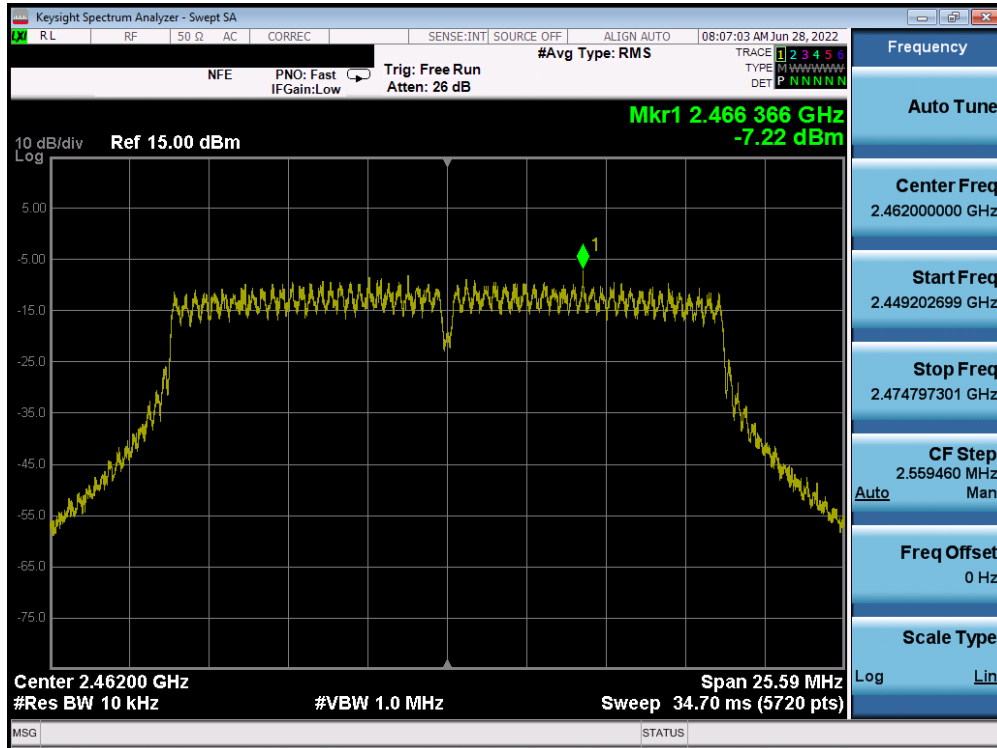 Keysight Spectrum Analyzer - Swept SA
LXI RL RF 50 Ω AC CORREC SENSE:INT SOURCE OFF ALIGN AUTO 08:07:03 AM Jun 28, 2022
#Avg Type: RMS TRACE 1 2 3 4 5 6
NFE PNO: Fast Trig: Free Run TYPE M W W W W W
IFGain:Low Atten: 26 dB DET P N N N N N
Mkr1 2.466 366 GHz
10 dB/div Ref 15.00 dBm -7.22 dBm
Log
1
5.00
-5.00
-15.0
-25.0
-35.0
-45.0
-55.0
-65.0
-75.0
Center 2.46200 GHz Span 25.59 MHz
#Res BW 10 kHz #VBW 1.0 MHz Sweep 34.70 ms (5720 pts)
MSG STATUS
Frequency
Auto Tune
Center Freq
2.462000000 GHz
Start Freq
2.449202699 GHz
Stop Freq
2.474797301 GHz
CF Step
2.559460 MHz
Auto Man
Freq Offset
0 Hz
Scale Type
Log Lin